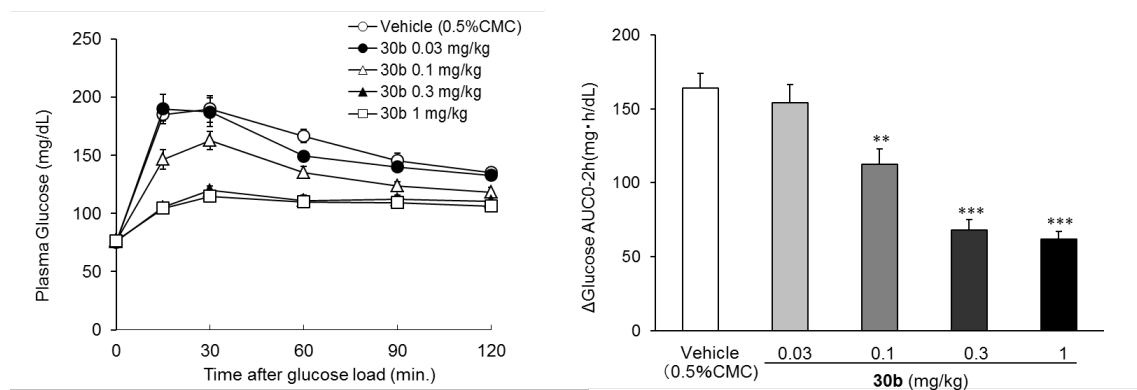 Vehicle (0.5%CMC)
30b 0.03 mg/kg
30b 0.1 mg/kg
30b 0.3 mg/kg
30b 1 mg/kg
Plasma Glucose (mg/dL)
250
200
150
100
50
0
0 30 60 90 120
Time after glucose load (min.)
ΔGlucose AUC0-2h(mg・h/dL)
200
150
100
50
0
**
***
***
Vehicle
(0.5%CMC)
0.03 0.1 0.3 1
30b (mg/kg)